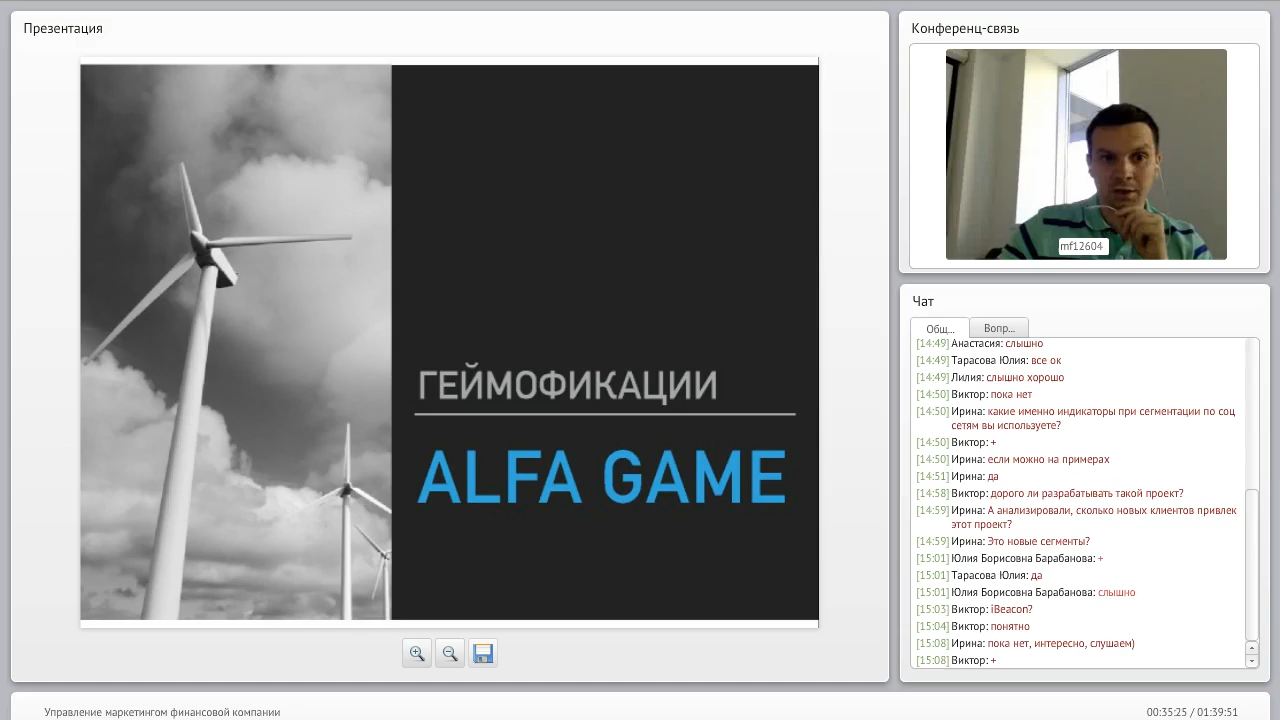 Презентация
ГЕЙМОФИКАЦИИ
ALFA GAME
Конференц-связь
mf12604
Чат
Общ...
Вопр...
[14:49] Анастасия: слышно
[14:49] Тарасова Юлия: все ок
[14:49] Лилия: слышно хорошо
[14:50] Виктор: пока нет
[14:50] Ирина: какие именно индикаторы при сегментации по соц
сетям вы используете?
[14:50] Виктор: +
[14:50] Ирина: если можно на примерах
[14:51] Ирина: да
[14:58] Виктор: дорого ли разрабатывать такой проект?
[14:59] Ирина: А анализировали, сколько новых клиентов привлек
этот проект?
[14:59] Ирина: Это новые сегменты?
[15:01] Юлия Борисовна Барабанова: +
[15:01] Тарасова Юлия: да
[15:01] Юлия Борисовна Барабанова: слышно
[15:03] Виктор: iBeacon?
[15:04] Виктор: понятно
[15:08] Ирина: пока нет, интересно, слушаем)
[15:08] Виктор: +
Управление маркетингом финансовой компании
00:35:25 / 01:39:51